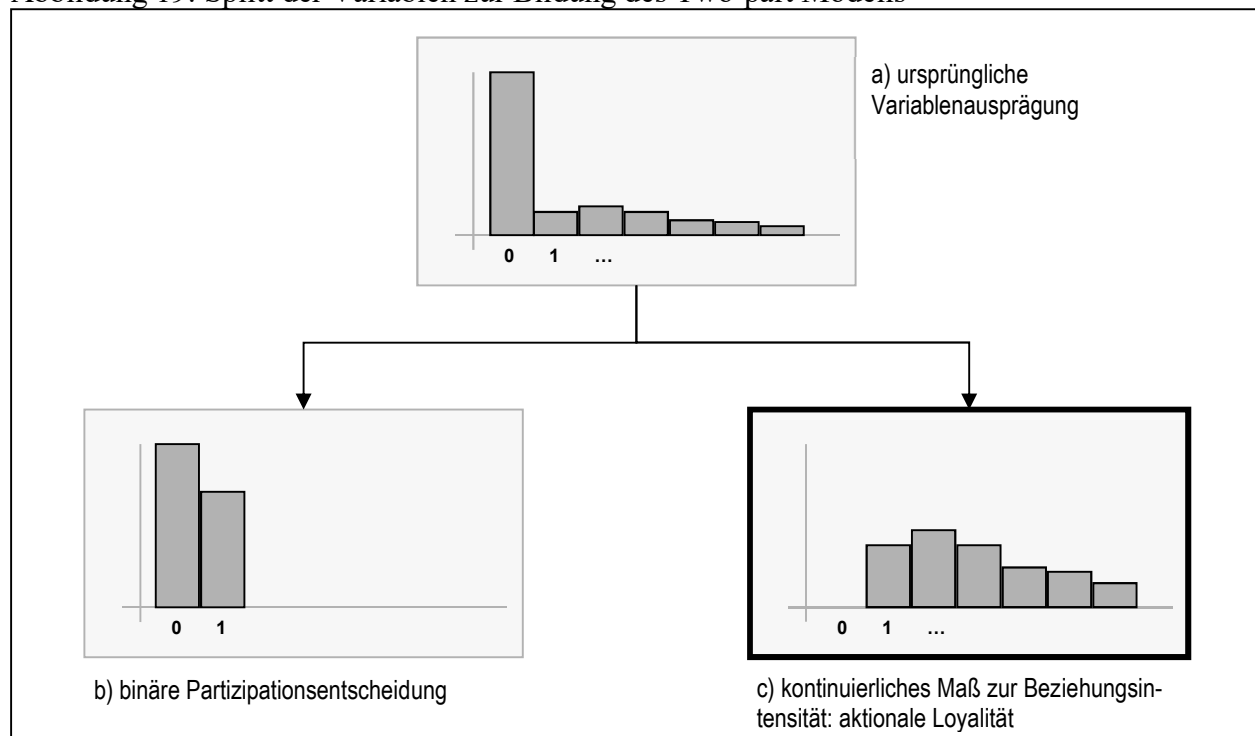 Abbildung 19: Splitt der Variablen zur Bildung des Two-part Modells
a) ursprüngliche
Variablenausprägung
0 1 ...
0 1
0 1 ...
b) binäre Partizipationsentscheidung
c) kontinuierliches Maß zur Beziehungsin-
tensität: aktionale Loyalität